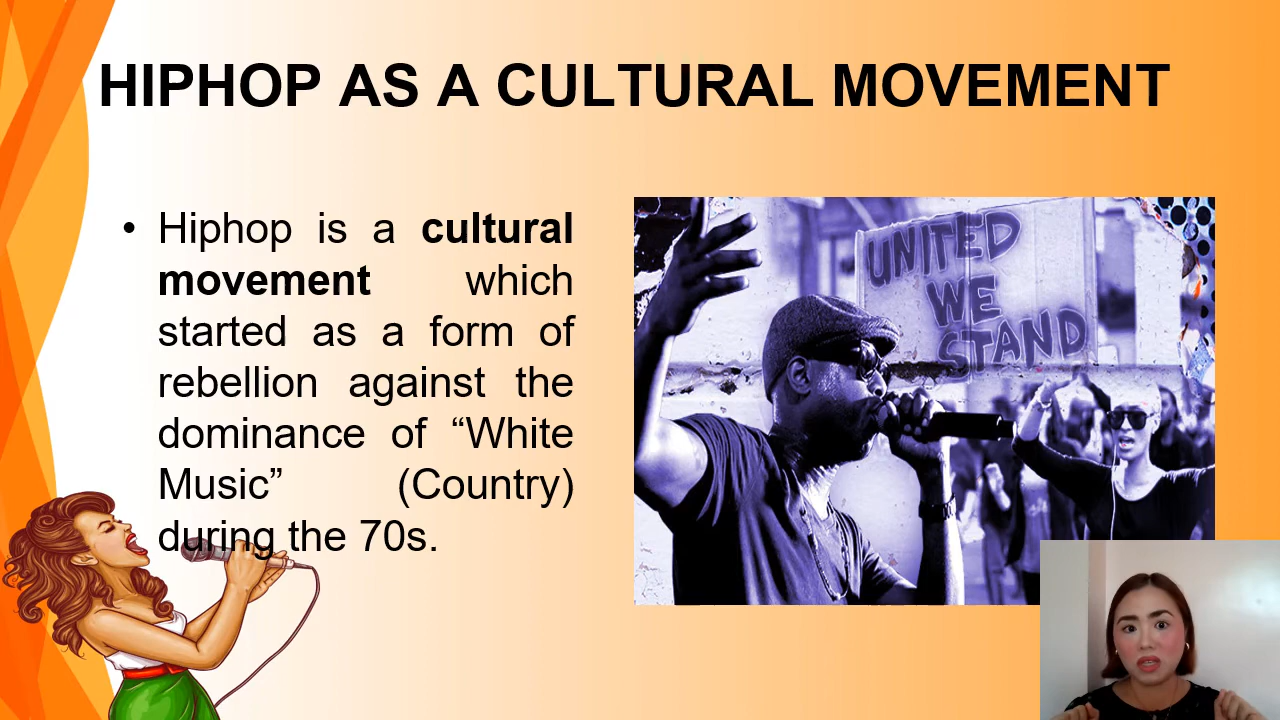 HIPHOP AS A CULTURAL MOVEMENT
• Hiphop is a cultural
movement which
started as a form of
rebellion against the
dominance of “White
Music” (Country)
during the 70s.
UNITED
WE
STAND